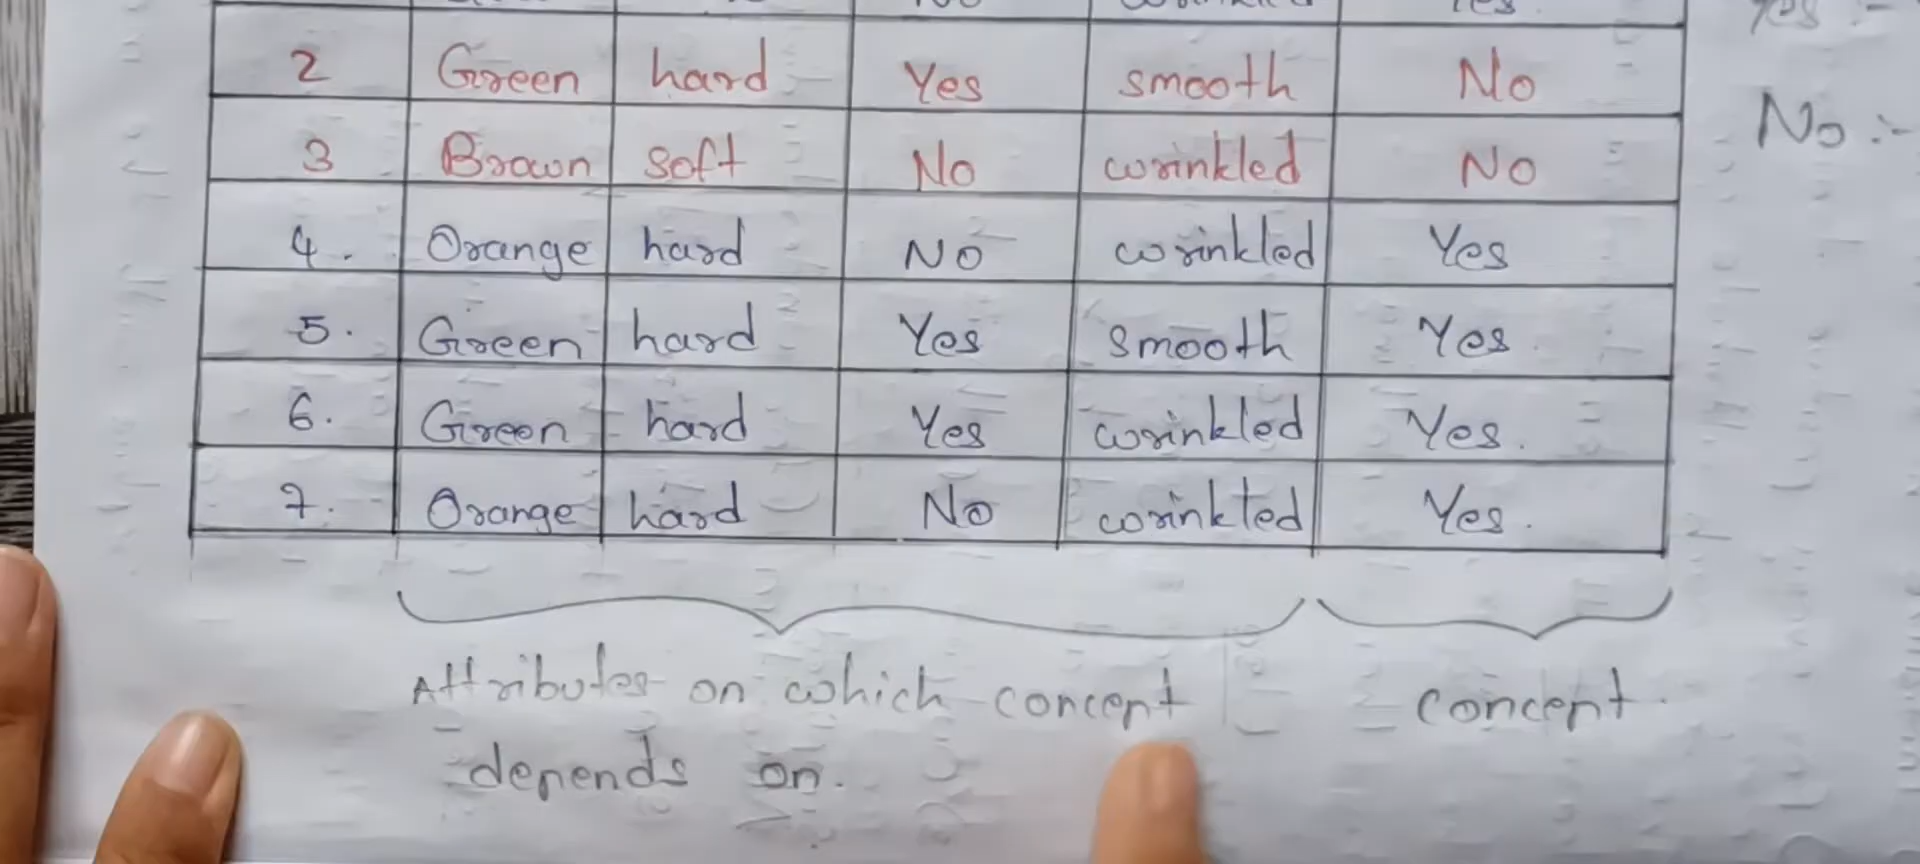 2 Green hard Yes smooth No
No :-
3 Brown soft No wrinkled No
4. Orange hard NO wrinkled Yes
5. Green hard Yes smooth Yes
6. Green hard Yes wrinkled Yes.
7. Orange hard No wrinkted Yes.
Attributes on which concept
depends on.
concept.